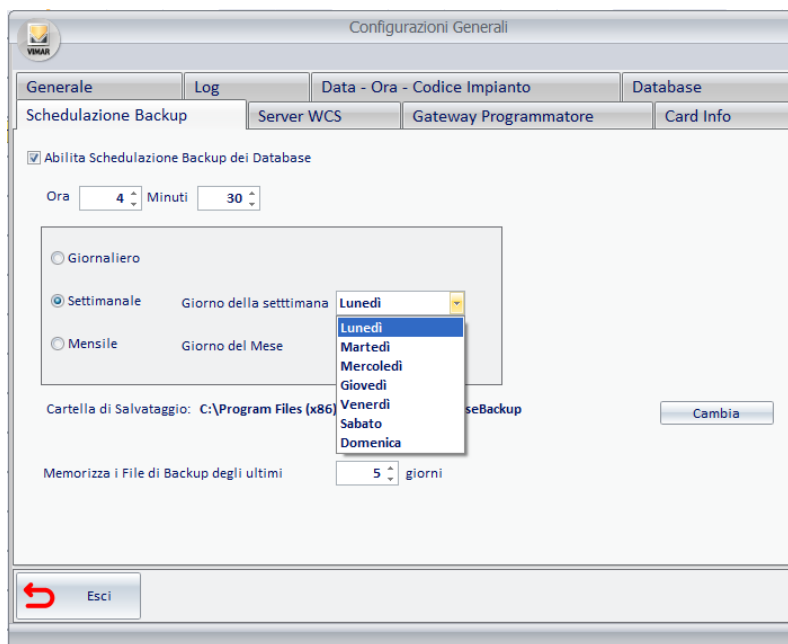 Configurazioni Generali
VIMAR
Generale Log Data - Ora - Codice Impianto Database
Schedulazione Backup Server WCS Gateway Programmatore Card Info
Abilita Schedulazione Backup dei Database
Ora 4 Minuti 30
Giornaliero
Settimanale Giorno della setttimana Lunedì
Lunedì
Mensile Giorno del Mese
Martedì
Mercoledì
Giovedì
Venerdì
Sabato
Domenica
Cartella di Salvataggio: C:\Program Files (x86) seBackup Cambia
Memorizza i File di Backup degli ultimi 5 giorni
Esci